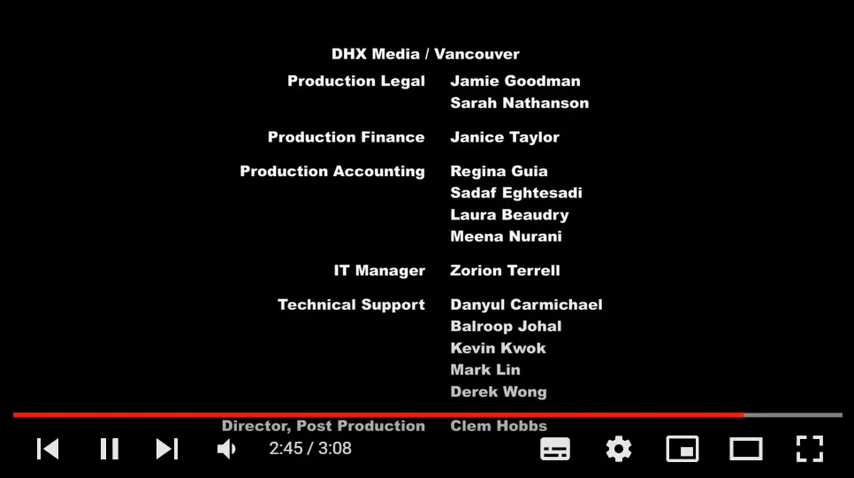 DHX Media / Vancouver
Production Legal Jamie Goodman
Sarah Nathanson
Production Finance Janice Taylor
Production Accounting Regina Guia
Sadaf Eghtesadi
Laura Beaudry
Meena Nurani
IT Manager Zorion Terrell
Technical Support Danyul Carmichael
Balroop Johal
Kevin Kwok
Mark Lin
Derek Wong
Director, Post Production Clem Hobbs
2:45 / 3:08